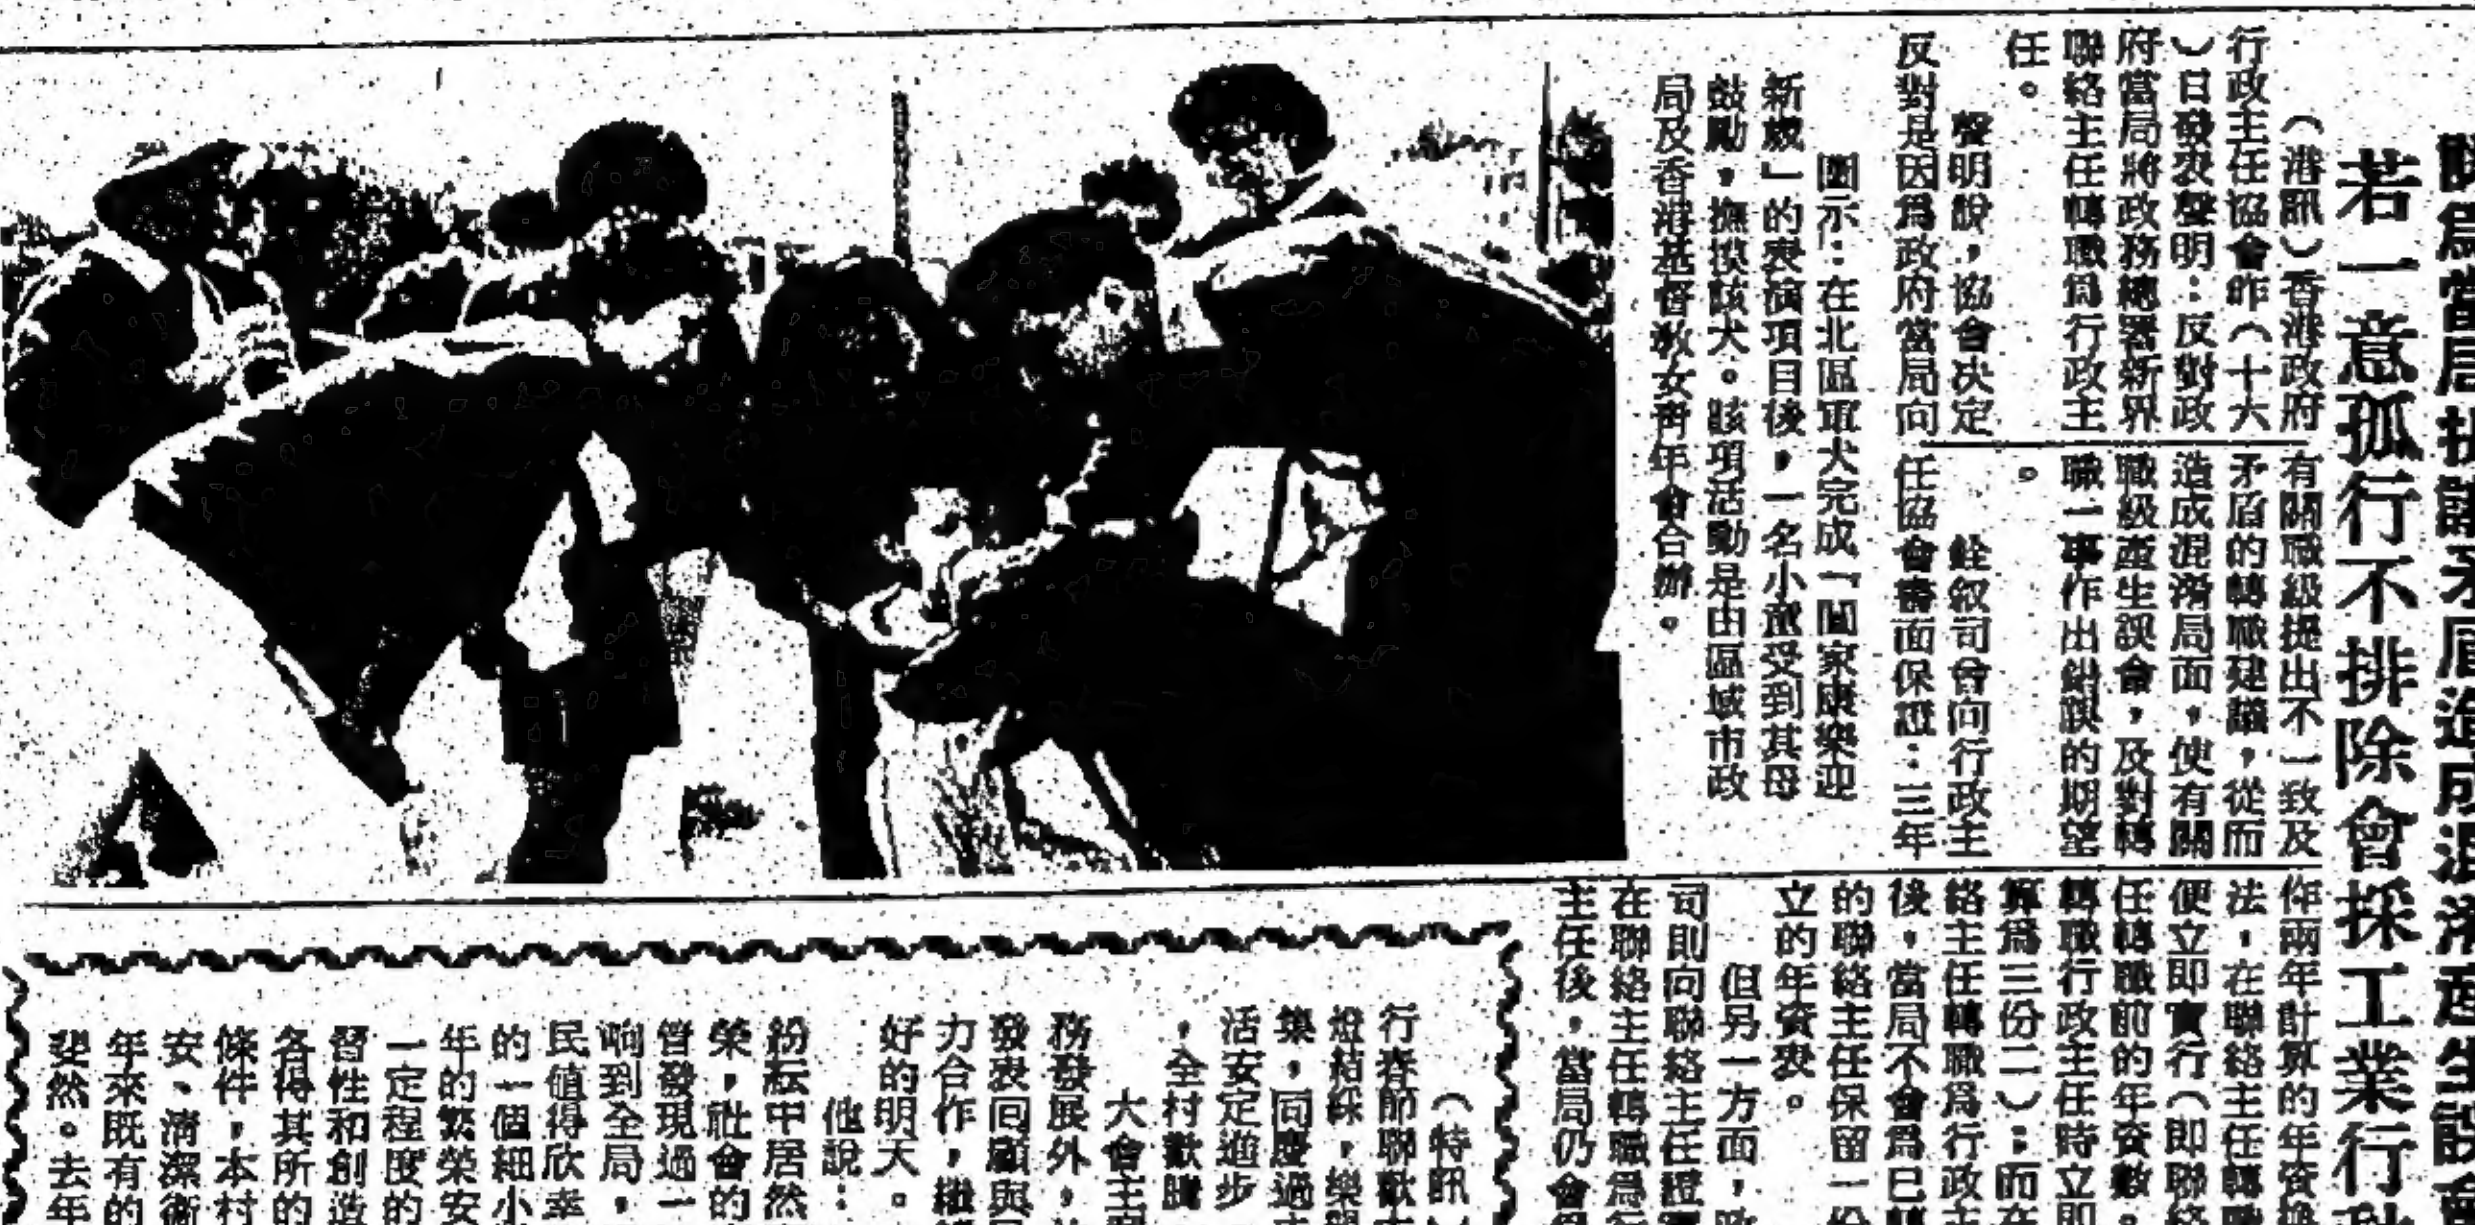 若一意孤行不排除會採工業行
（港訊）香港政府
行政主任協會昨（十六
）日發表聲明：反對政
府當局將政務總署新界
聯絡主任轉職爲行政主
任。
聲明說，協會決定
反對是因爲政府當局向
有關職級提出不一致及
矛盾的轉職建議，從而
造成混淆局面，使有關
職級產生誤會，及對轉
職一事作出錯誤的期望
。
銓敘司會向行政主
任協會書面保證：三年
作兩年計算的年資換
法，在聯絡主任轉職
便立即實行（即聯絡
任轉職前的年資數。
轉職行政主任時立即
算爲三份二）；而在
絡主任轉職爲行政主
後，當局不會爲已轉
的聯絡主任保留一份
立的年資表。
但另一方面，
司則向聯絡主任證
在聯絡主任轉職爲行
主任後，當局仍會
圖示：在北區軍犬完成「闔家康樂迎
新歲」的表演項目後，一名小童受到其母
鼓勵，撫摸該犬。該項活動是由區域市政
局及香港基督教女青年會合辦。
（特訊）
行春節聯歡
燈結綵，樂
集，同慶過
活安定進步
，全村歡騰
大會主
務發展外，
發表回顧與
力合作，繼
好的明天。
他說：
紛紜中居然
榮，社會的
管發現過一
响到全局，
民值得欣幸
的一個細小
年的繁榮安
一定程度的
習性和創造
各得其所的
條件，本村
安、清潔衛
年來既有的
斐然。去年